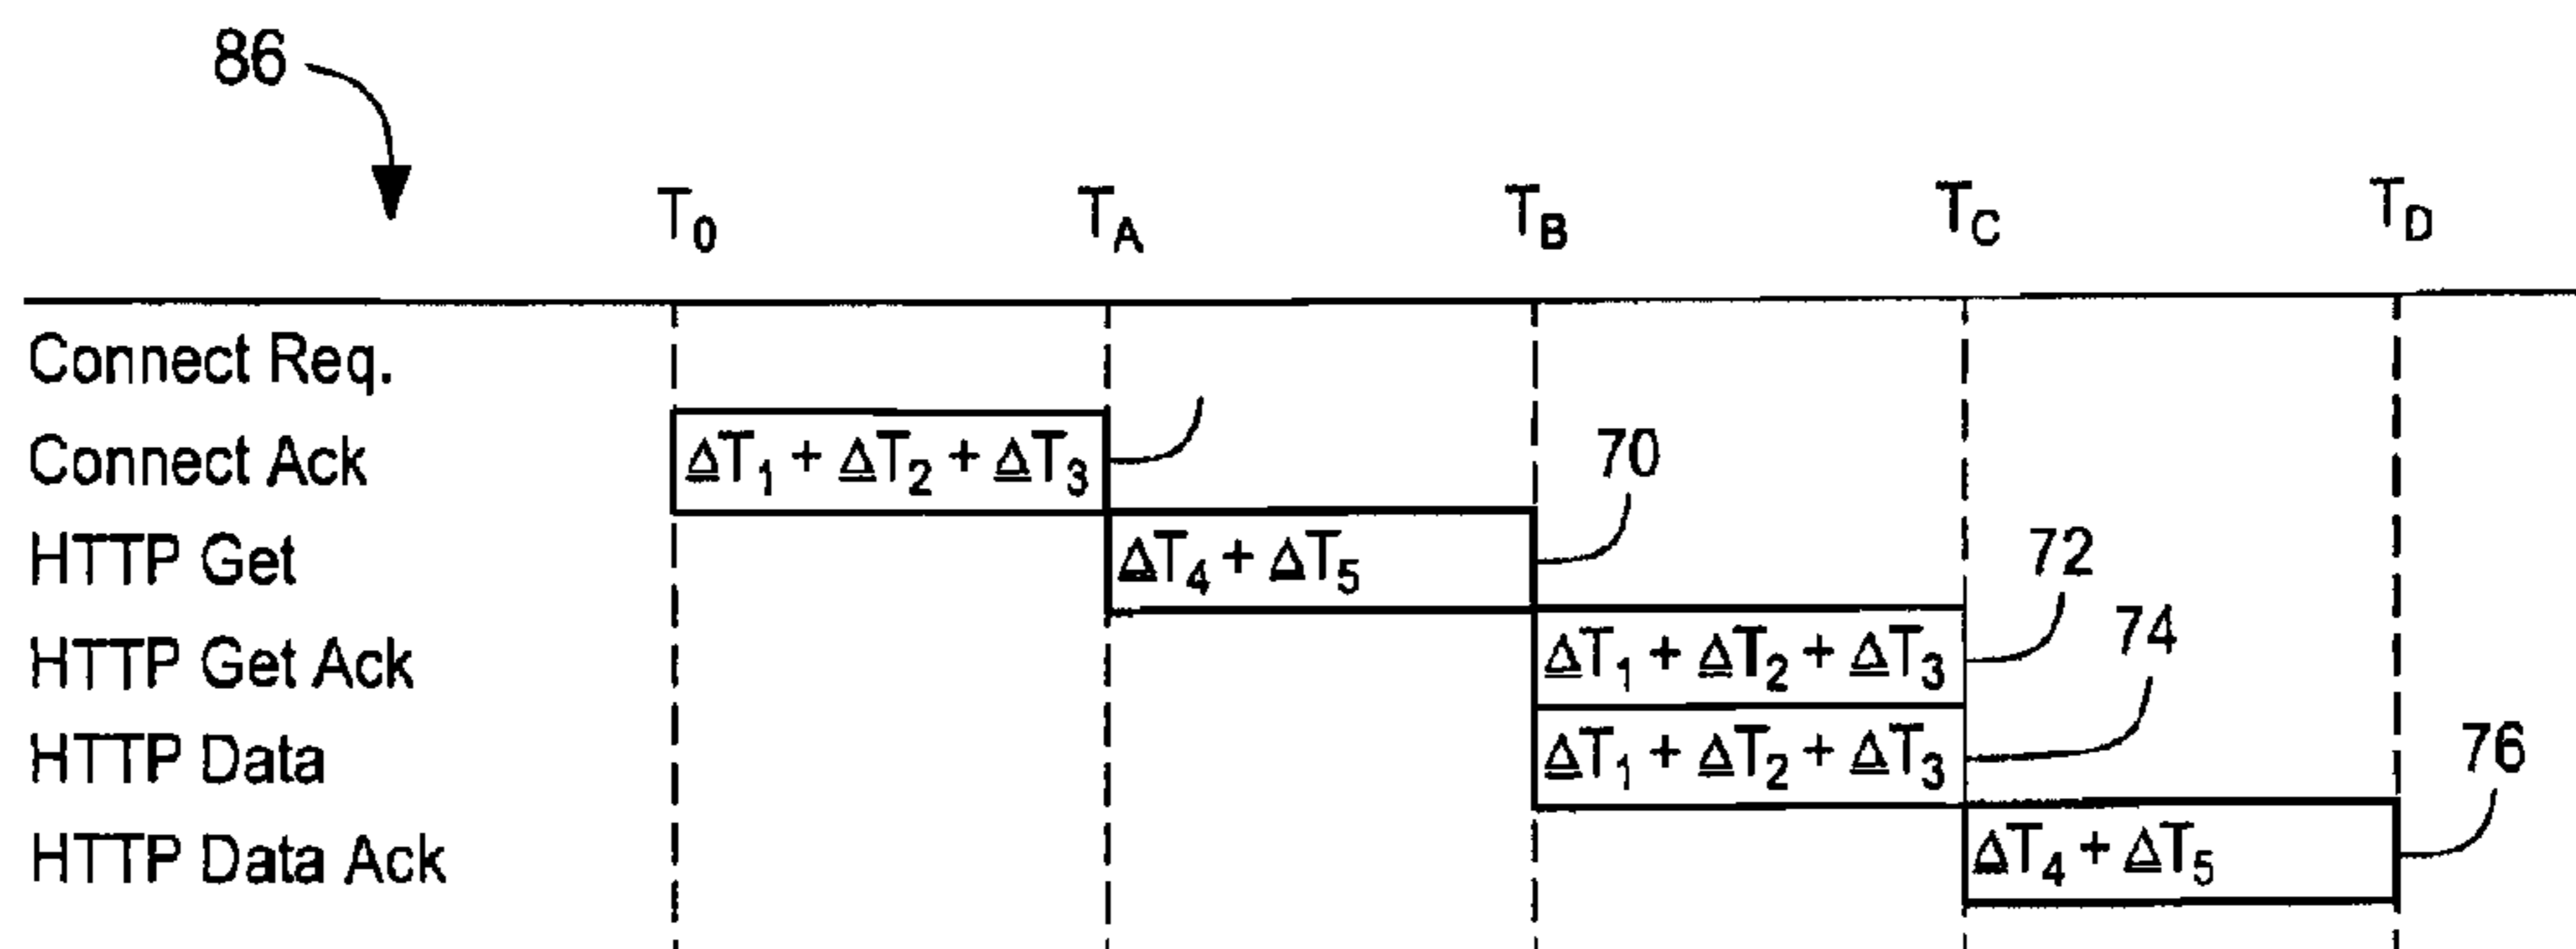 86
T0 TA TB TC TD
Connect Req.
Connect Ack ΔT1 + ΔT2 + ΔT3
70
HTTP Get ΔT4 + ΔT5
72
HTTP Get Ack ΔT1 + ΔT2 + ΔT3
74
HTTP Data ΔT1 + ΔT2 + ΔT3
76
HTTP Data Ack ΔT4 + ΔT5